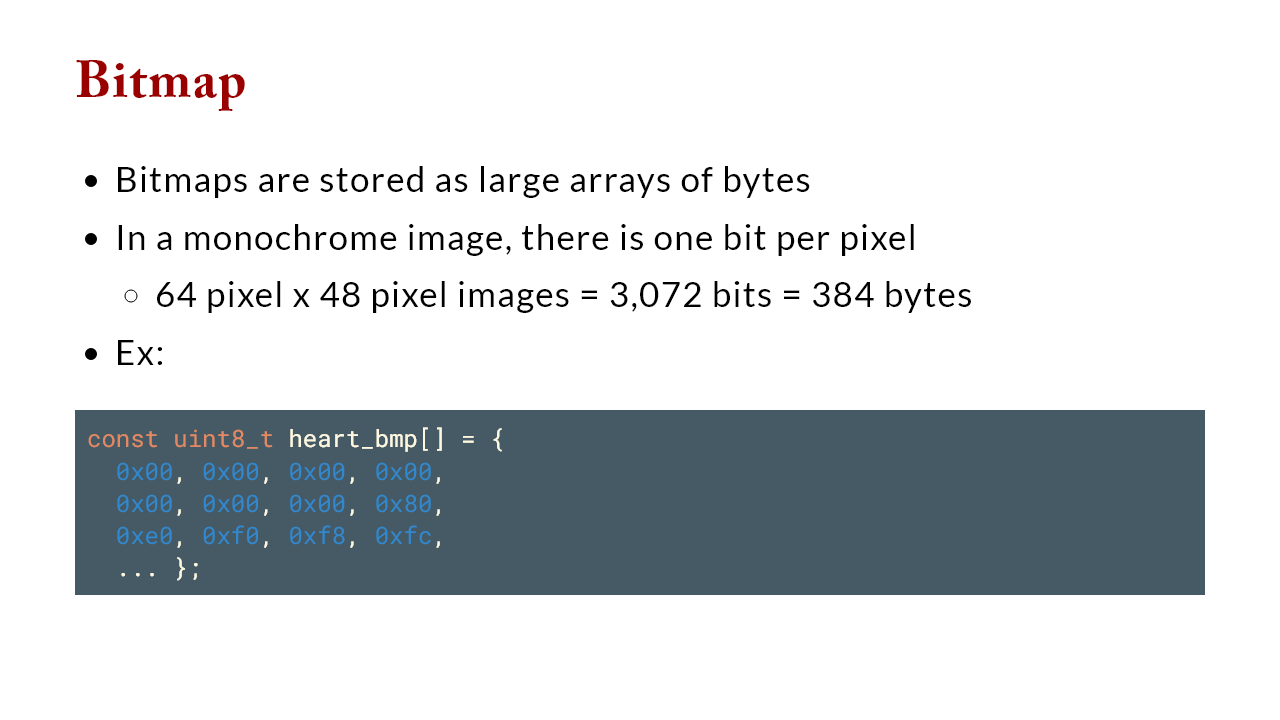 Bitmap
• Bitmaps are stored as large arrays of bytes
• In a monochrome image, there is one bit per pixel
○ 64 pixel x 48 pixel images = 3,072 bits = 384 bytes
• Ex:
const uint8_t heart_bmp[] = {
  0x00, 0x00, 0x00, 0x00,
  0x00, 0x00, 0x00, 0x80,
  0xe0, 0xf0, 0xf8, 0xfc,
  ... };